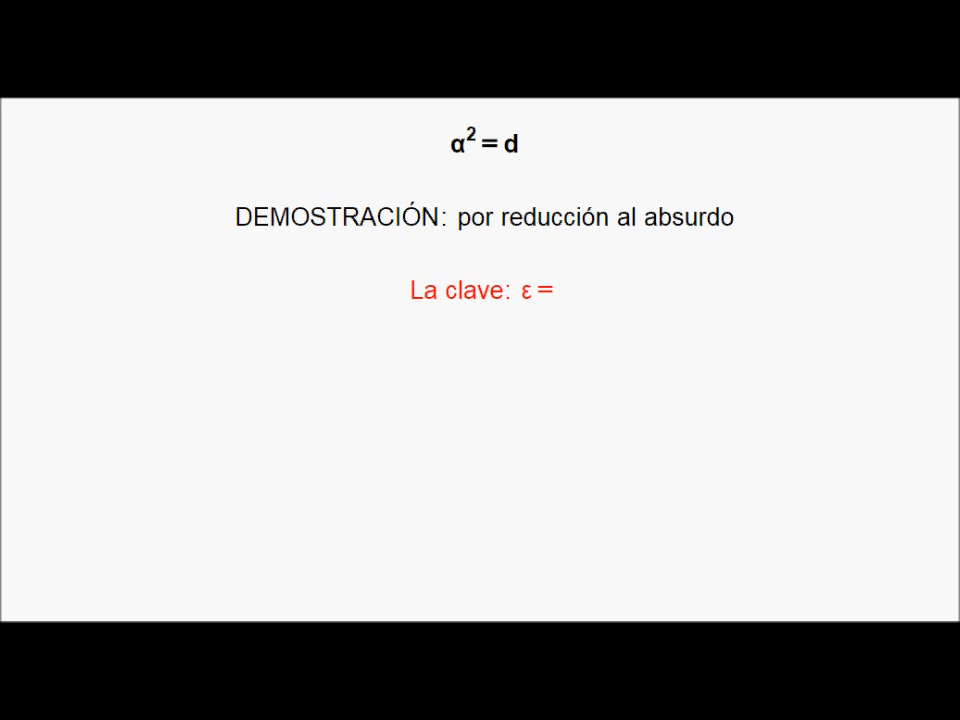 α² = d
DEMOSTRACIÓN: por reducción al absurdo
La clave: ε =